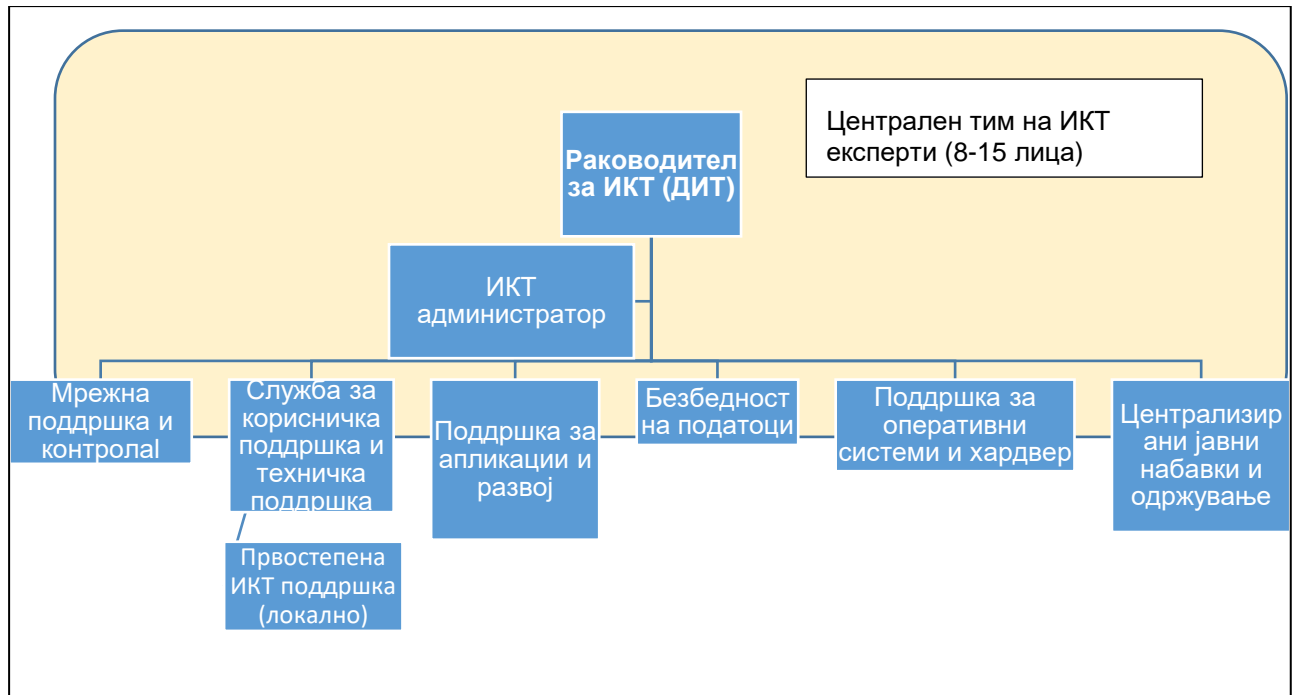 Централен тим на ИКТ
експерти (8-15 лица)
Раководител
за ИКТ (ДИТ)
ИКТ
администратор
Мрежна
поддршка и
контролаl
Служба за
корисничка
поддршка и
техничка
поддршка
Поддршка за
апликации и
развој
Безбедност
на податоци
Поддршка за
оперативни
системи и хардвер
Централизир
ани јавни
набавки и
одржување
Првостепена
ИКТ поддршка
(локално)